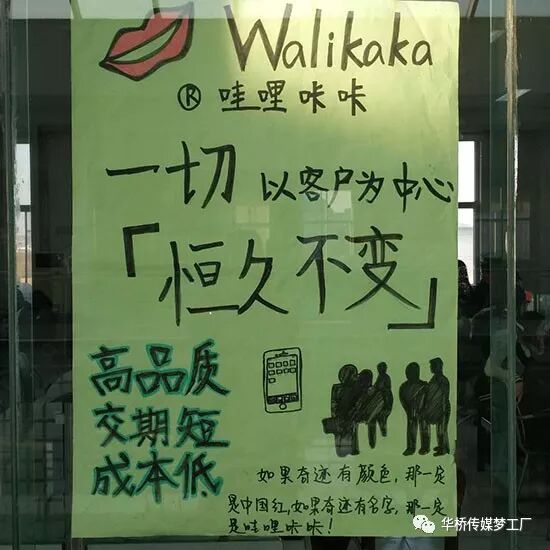 Walikaka
® 哇哩咔咔
一切 以客户为中心
「恒久不变」
高品质
交期短
成本低
如果奇迹有颜色,那一定
是中国红,如果奇迹有名字,那一定
是哇哩咔咔!
华桥传媒梦工厂